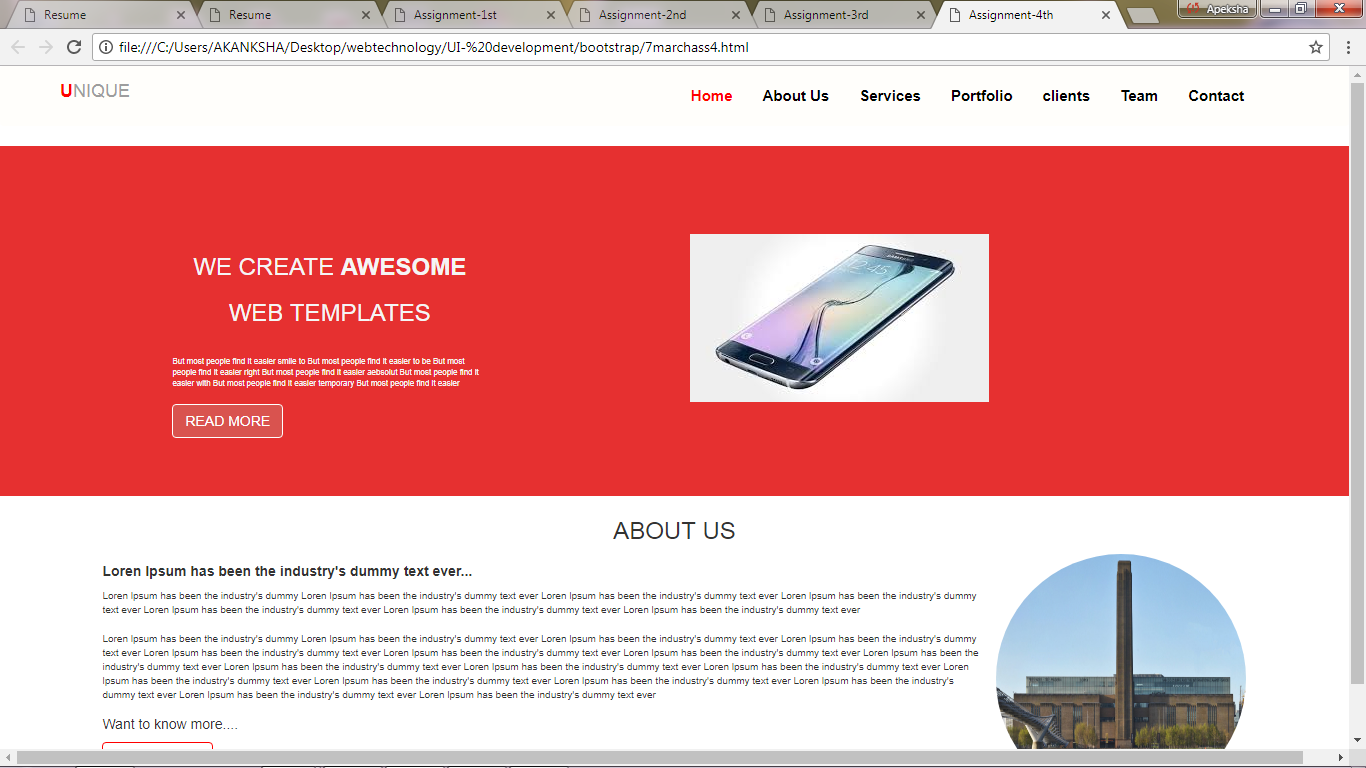 Resume
Resume
Assignment-1st
Assignment-2nd
Assignment-3rd
Assignment-4th
Apeksha
file:///C:/Users/AKANKSHA/Desktop/webtechnology/UI-%20development/bootstrap/7marchass4.html
UNIQUE
Home
About Us
Services
Portfolio
clients
Team
Contact
WE CREATE AWESOME
WEB TEMPLATES
But most people find it easier smile to But most people find it easier to be But most
people find it easier right But most people find it easier aebsolut But most people find it
easier with But most people find it easier temporary But most people find it easier
READ MORE
SAMSUNG
12:45
ABOUT US
Loren Ipsum has been the industry's dummy text ever...
Loren Ipsum has been the industry's dummy Loren Ipsum has been the industry's dummy text ever Loren Ipsum has been the industry's dummy text ever Loren Ipsum has been the industry's dummy
text ever Loren Ipsum has been the industry's dummy text ever Loren Ipsum has been the industry's dummy text ever Loren Ipsum has been the industry's dummy text ever
Loren Ipsum has been the industry's dummy Loren Ipsum has been the industry's dummy text ever Loren Ipsum has been the industry's dummy text ever Loren Ipsum has been the industry's dummy
text ever Loren Ipsum has been the industry's dummy text ever Loren Ipsum has been the industry's dummy text ever Loren Ipsum has been the industry's dummy text ever Loren Ipsum has been the
industry's dummy text ever Loren Ipsum has been the industry's dummy text ever Loren Ipsum has been the industry's dummy text ever Loren Ipsum has been the industry's dummy text ever Loren
Ipsum has been the industry's dummy text ever Loren Ipsum has been the industry's dummy text ever Loren Ipsum has been the industry's dummy text ever Loren Ipsum has been the industry's
dummy text ever Loren Ipsum has been the industry's dummy text ever Loren Ipsum has been the industry's dummy text ever
Want to know more....